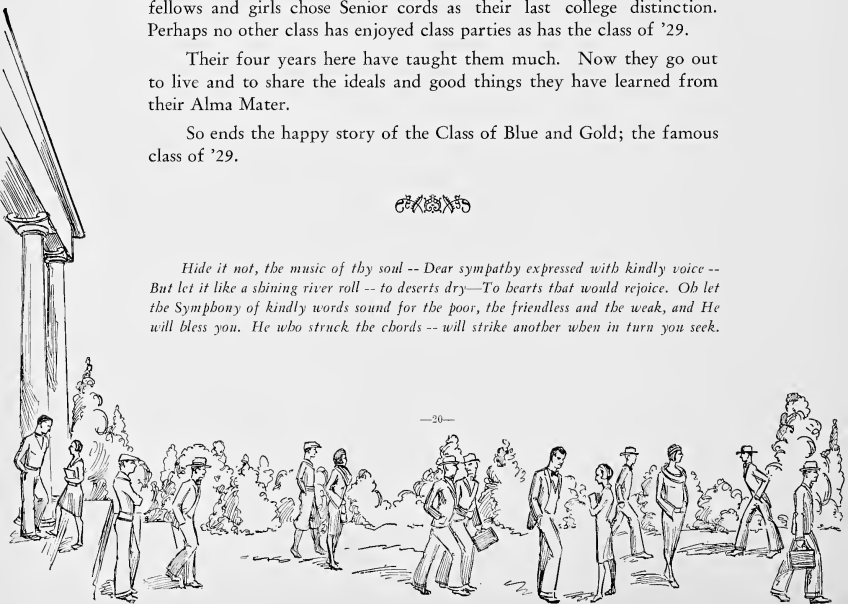 fellows and girls chose Senior cords as their last college distinction.
Perhaps no other class has enjoyed class parties as has the class of '29.
Their four years here have taught them much. Now they go out
to live and to share the ideals and good things they have learned from
their Alma Mater.
So ends the happy story of the Class of Blue and Gold; the famous
class of '29.
Hide it not, the music of thy soul -- Dear sympathy expressed with kindly voice --
But let it like a shining river roll -- to deserts dry—To hearts that would rejoice. Oh let
the Symphony of kindly words sound for the poor, the friendless and the weak, and He
will bless you. He who struck the chords -- will strike another when in turn you seek.
—20—